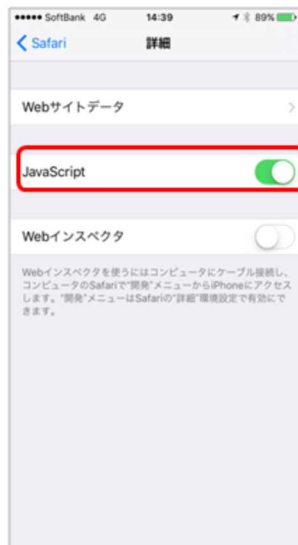 SoftBank 4G 14:39 89%
Safari 詳細
Webサイトデータ
JavaScript
Webインスペクタ
Webインスペクタを使うにはコンピュータにケーブル接続し、
コンピュータのSafariで“開発”メニューからiPhoneにアクセス
します。“開発”メニューはSafariの“詳細”環境設定で有効にで
きます。